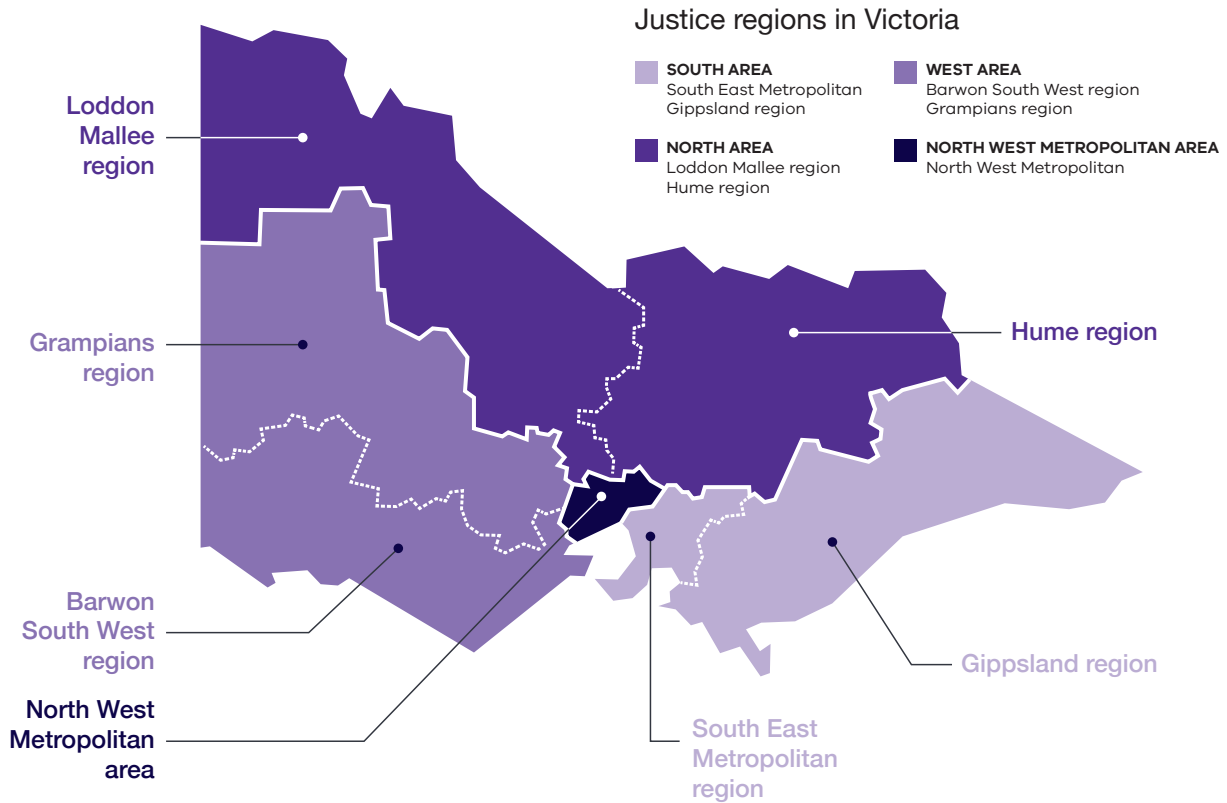 Justice regions in Victoria
SOUTH AREA
South East Metropolitan
Gippsland region
WEST AREA
Barwon South West region
Grampians region
NORTH AREA
Loddon Mallee region
Hume region
NORTH WEST METROPOLITAN AREA
North West Metropolitan
Loddon
Mallee
region
Grampians
region
Hume region
Barwon
South West
region
Gippsland region
North West
Metropolitan
area
South East
Metropolitan
region